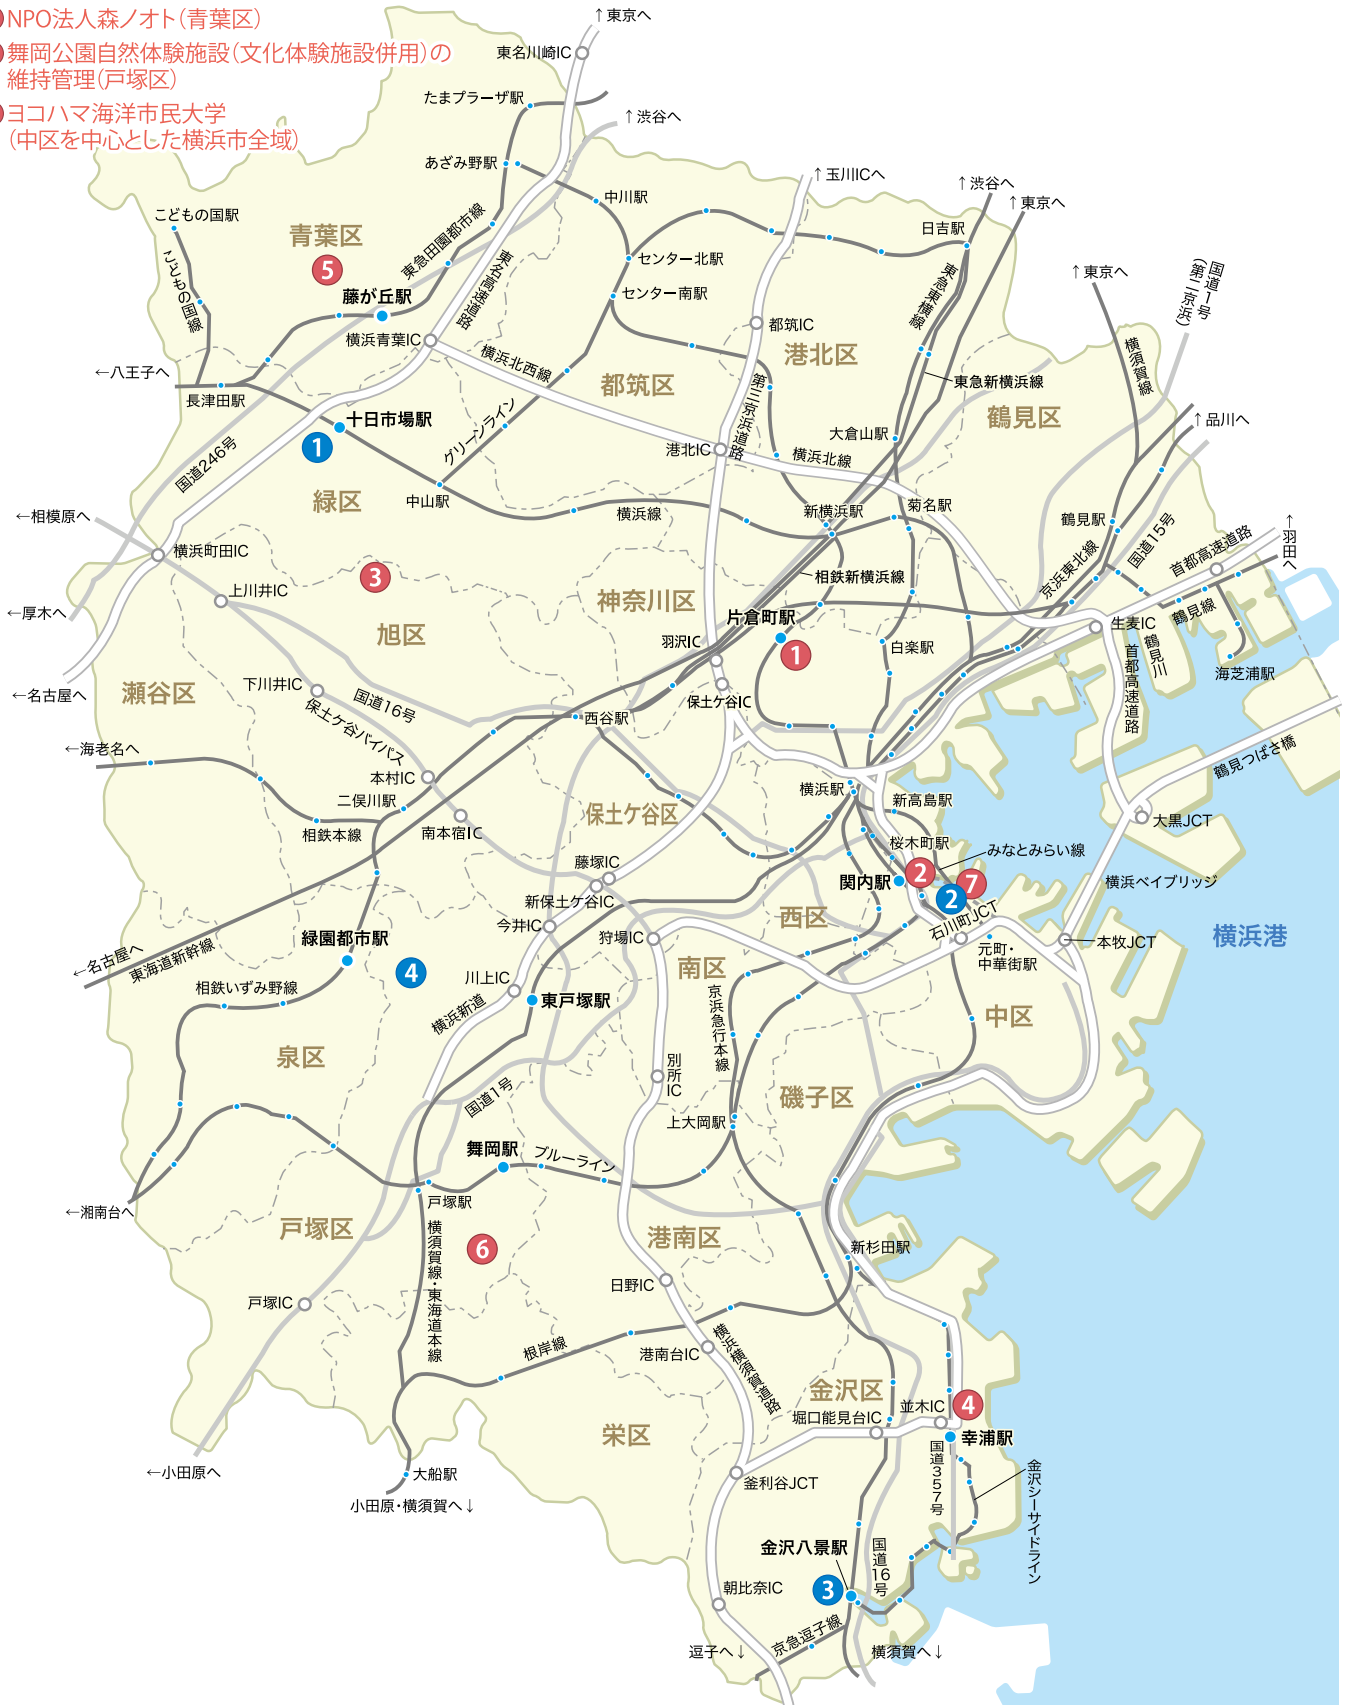 NPO法人森ノオト(青葉区)
舞岡公園自然体験施設(文化体験施設併用)の
維持管理(戸塚区)
ヨコハマ海洋市民大学
(中区を中心とした横浜市全域)
↑東京へ
東名川崎IC
たまプラーザ駅
↑渋谷へ
あざみ野駅
↑玉川ICへ
↑渋谷へ
中川駅
↑東京へ
こどもの国駅
青葉区
東急田園都市線
日吉駅
5
こどもの国線
東名高速道路
センター北駅
↑東京へ
国道1号
(第二京浜)
藤が丘駅
センター南駅
東急東横線
横浜青葉IC
都筑IC
横須賀線
←八王子へ
横浜北西線
都筑区
港北区
東急新横浜線
長津田駅
第三京浜道路
鶴見区
十日市場駅
グリーンライン
大倉山駅
↑品川へ
1
国道246号
港北IC
横浜北線
緑区
中山駅
横浜線
新横浜駅
菊名駅
←相模原へ
鶴見駅
国道15号
↑羽田へ
横浜町田IC
京浜東北線
首都高速道路
3
相鉄新横浜線
上川井IC
神奈川区
←厚木へ
旭区
片倉町駅
鶴見線
羽沢IC
1
白楽駅
生麦IC
鶴見川
海芝浦駅
首都高速道路
←名古屋へ
瀬谷区
下川井IC
国道16号
保土ケ谷IC
保土ケ谷バイパス
西谷駅
←海老名へ
鶴見つばさ橋
本村IC
横浜駅
二俣川駅
新高島駅
保土ケ谷区
相鉄本線
南本宿IC
大黒JCT
桜木町駅
みなとみらい線
藤塚IC
2
7
関内駅
横浜ベイブリッジ
新保土ケ谷IC
2
西区
今井IC
石川町JCT
緑園都市駅
狩場IC
本牧JCT
横浜港
←名古屋へ
東海道新幹線
元町・
中華街駅
4
南区
相鉄いずみ野線
川上IC
東戸塚駅
京浜急行本線
横浜新道
中区
泉区
別所IC
国道1号
磯子区
上大岡駅
舞岡駅
ブルーライン
←湘南台へ
戸塚駅
戸塚区
6
横須賀線・東海道本線
港南区
新杉田駅
日野IC
戸塚IC
根岸線
港南台IC
横浜横須賀道路
金沢区
並木IC
4
堀口能見台IC
栄区
幸浦駅
←小田原へ
大船駅
国道357号
釜利谷JCT
金沢シーサイドライン
小田原・横須賀へ↓
金沢八景駅
国道16号
3
朝比奈IC
京急逗子線
逗子へ↓
横須賀へ↓